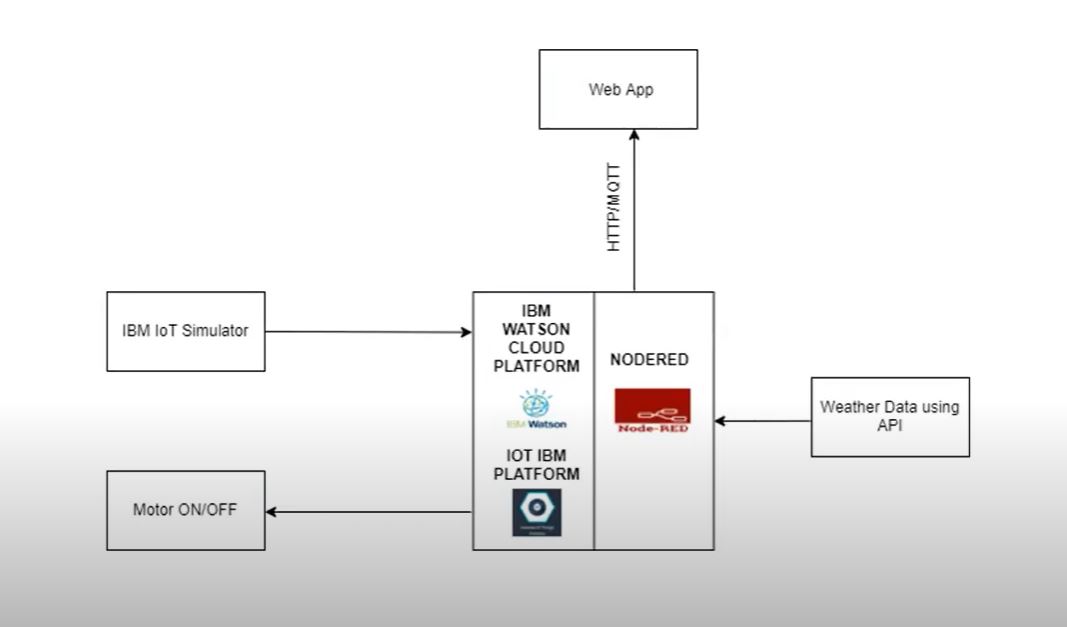 Web App
HTTP/MQTT
IBM IoT Simulator
IBM
WATSON
CLOUD
PLATFORM
IBM Watson
IOT IBM
PLATFORM
NODERED
Node-RED
Weather Data using
API
Motor ON/OFF